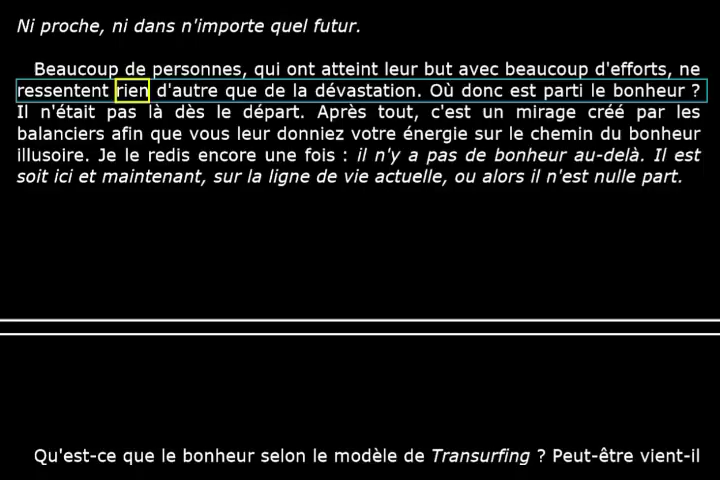 Ni proche, ni dans n'importe quel futur.
Beaucoup de personnes, qui ont atteint leur but avec beaucoup d'efforts, ne
ressentent rien d'autre que de la dévastation. Où donc est parti le bonheur ?
Il n'était pas là dès le départ. Après tout, c'est un mirage créé par les
balanciers afin que vous leur donniez votre énergie sur le chemin du bonheur
illusoire. Je le redis encore une fois : il n'y a pas de bonheur au-delà. Il est
soit ici et maintenant, sur la ligne de vie actuelle, ou alors il n'est nulle part.
Qu'est-ce que le bonheur selon le modèle de Transurfing ? Peut-être vient-il